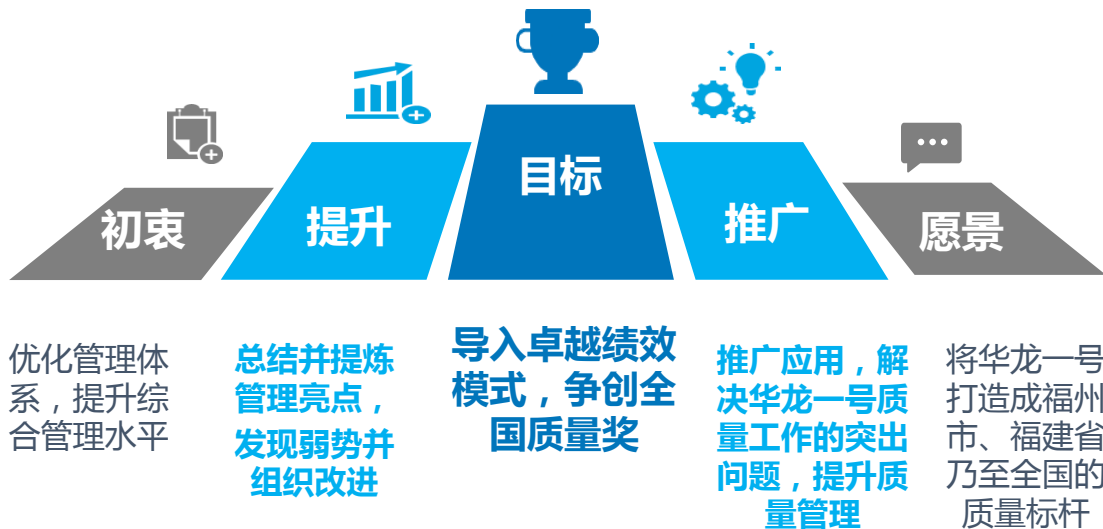 初衷
提升
目标
推广
愿景
优化管理体
系，提升综
合管理水平
总结并提炼
管理亮点，
发现弱势并
组织改进
导入卓越绩效
模式，争创全
国质量奖
推广应用，解
决华龙一号质
量工作的突出
问题，提升质
量管理
将华龙一号
打造成福州
市、福建省
乃至全国的
质量标杆